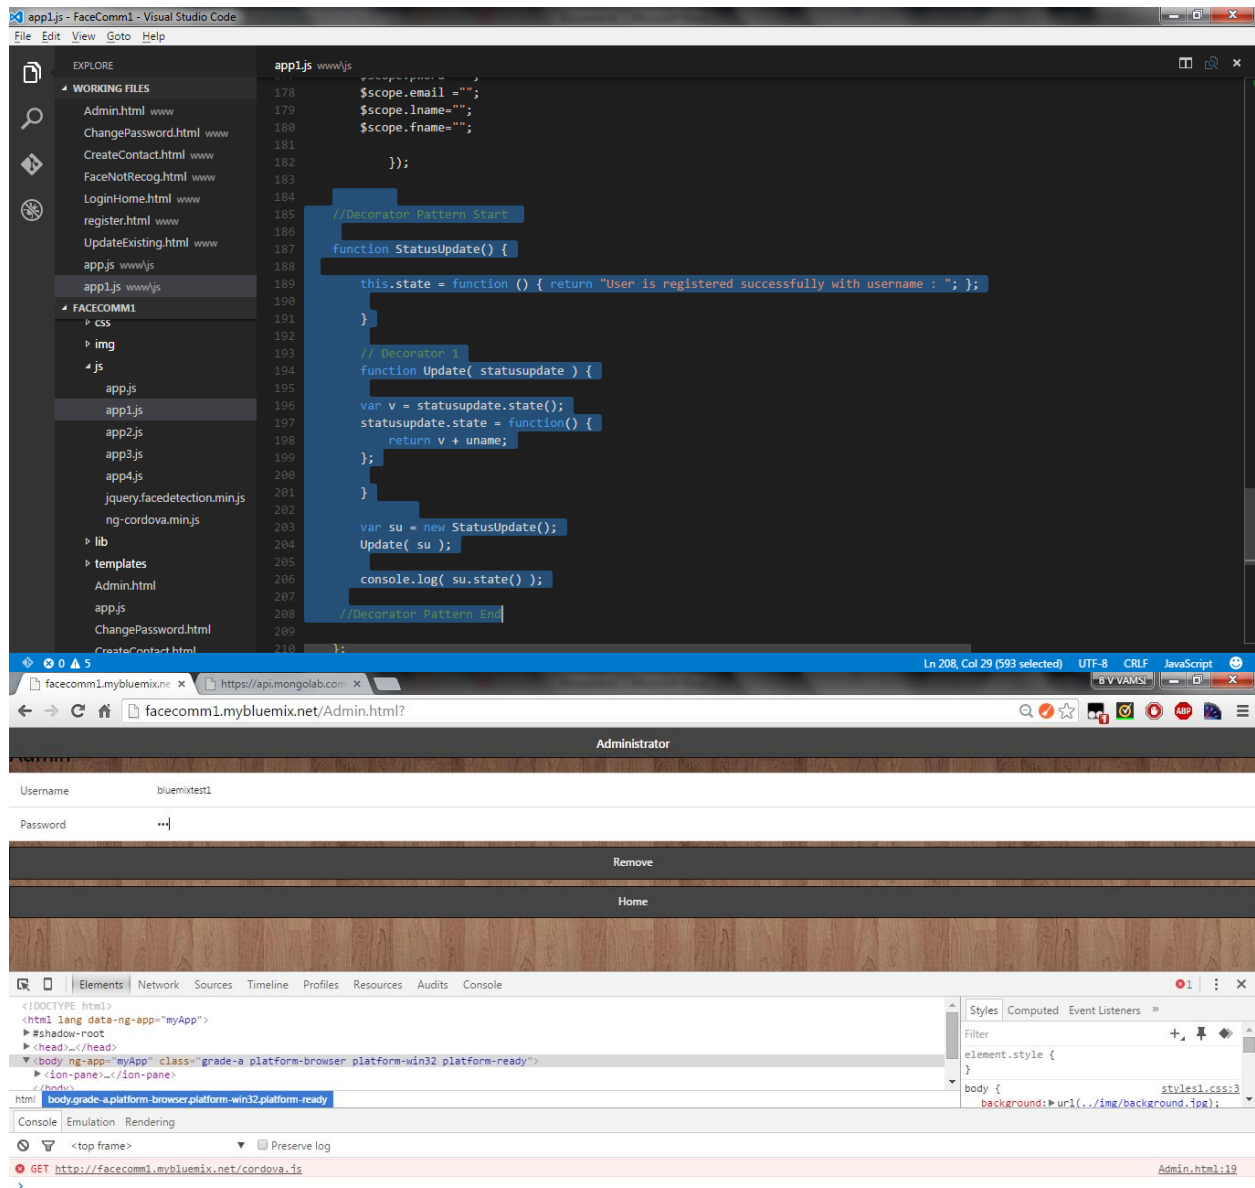 app1.js - FaceComm1 - Visual Studio Code
File Edit View Goto Help
EXPLORE
WORKING FILES
Admin.html www
ChangePassword.html www
CreateContact.html www
FaceNotRecog.html www
LoginHome.html www
register.html www
UpdateExisting.html www
app.js www\js
app1.js www\js
FACECOMM1
css
img
js
app.js
app1.js
app2.js
app3.js
app4.js
jquery.facedetection.min.js
ng-cordova.min.js
lib
templates
Admin.html
app.js
ChangePassword.html
CreateContact.html
app1.js www\js
178 $scope.email ="";
179 $scope.lname="";
180 $scope.fname="";
181
182 });
183
184
185 //Decorator Pattern Start
186
187 function StatusUpdate() {
188
189 this.state = function () { return "User is registered successfully with username : "; };
190
191 }
192
193 // Decorator 1
194 function Update( statusupdate ) {
195
196 var v = statusupdate.state();
197 statusupdate.state = function() {
198 return v + uname;
199 };
200
201 }
202
203 var su = new StatusUpdate();
204 Update( su );
205
206 console.log( su.state() );
207
208 //Decorator Pattern End
209
210 };
0 5 Ln 208, Col 29 (593 selected) UTF-8 CRLF JavaScript
facecomm1.mybluemix.ne https://api.mongolab.com B V VAMSI
facecomm1.mybluemix.net/Admin.html? 1 ABP
Administrator
Admin
Username bluemixtest1
Password •••
Remove
Home
Elements Network Sources Timeline Profiles Resources Audits Console 1
<!DOCTYPE html>
<html lang data-ng-app="myApp">
#shadow-root
<head>…</head>
<body ng-app="myApp" class="grade-a platform-browser platform-win32 platform-ready">
<ion-pane>…</ion-pane>
</body>
html body.grade-a.platform-browser.platform-win32.platform-ready
Styles Computed Event Listeners »
Filter
element.style {
}
body { styles1.css:3
background: url(../img/background.jpg);
Console Emulation Rendering
<top frame> Preserve log
GET http://facecomm1.mybluemix.net/cordova.js Admin.html:19